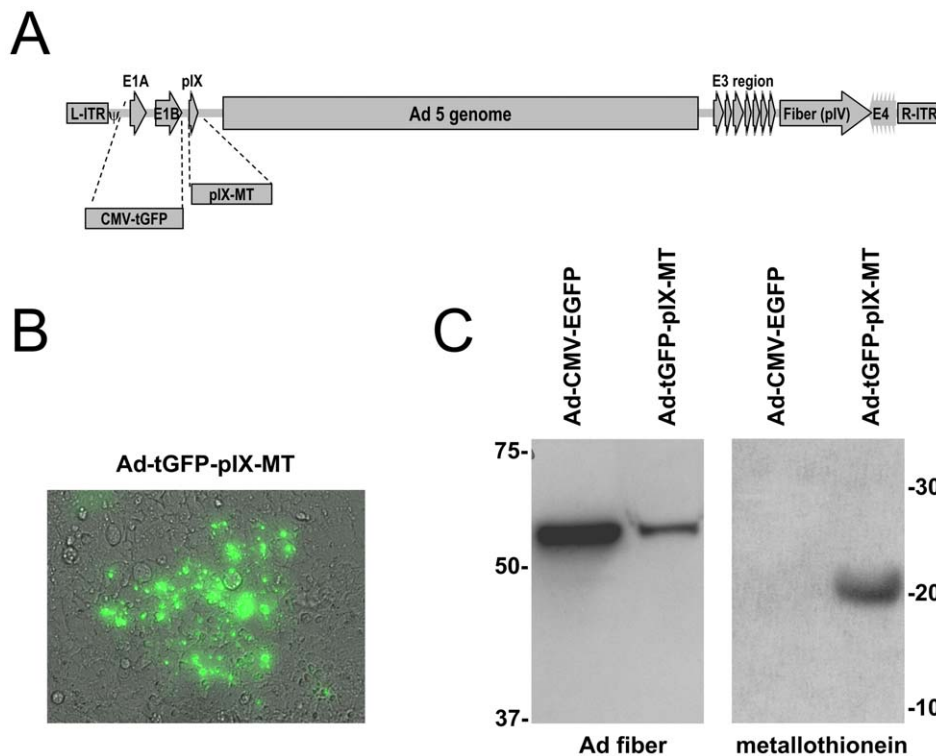 A
E1A pIX E3 region
L-ITR ψ E1B Ad 5 genome Fiber (pIV) E4 R-ITR
pIX-MT
CMV-tGFP
B
Ad-tGFP-pIX-MT
C
Ad-CMV-EGFP
Ad-tGFP-pIX-MT
Ad-CMV-EGFP
Ad-tGFP-pIX-MT
75-
50-
37-
-30
-20
-10
Ad fiber
metallothionein